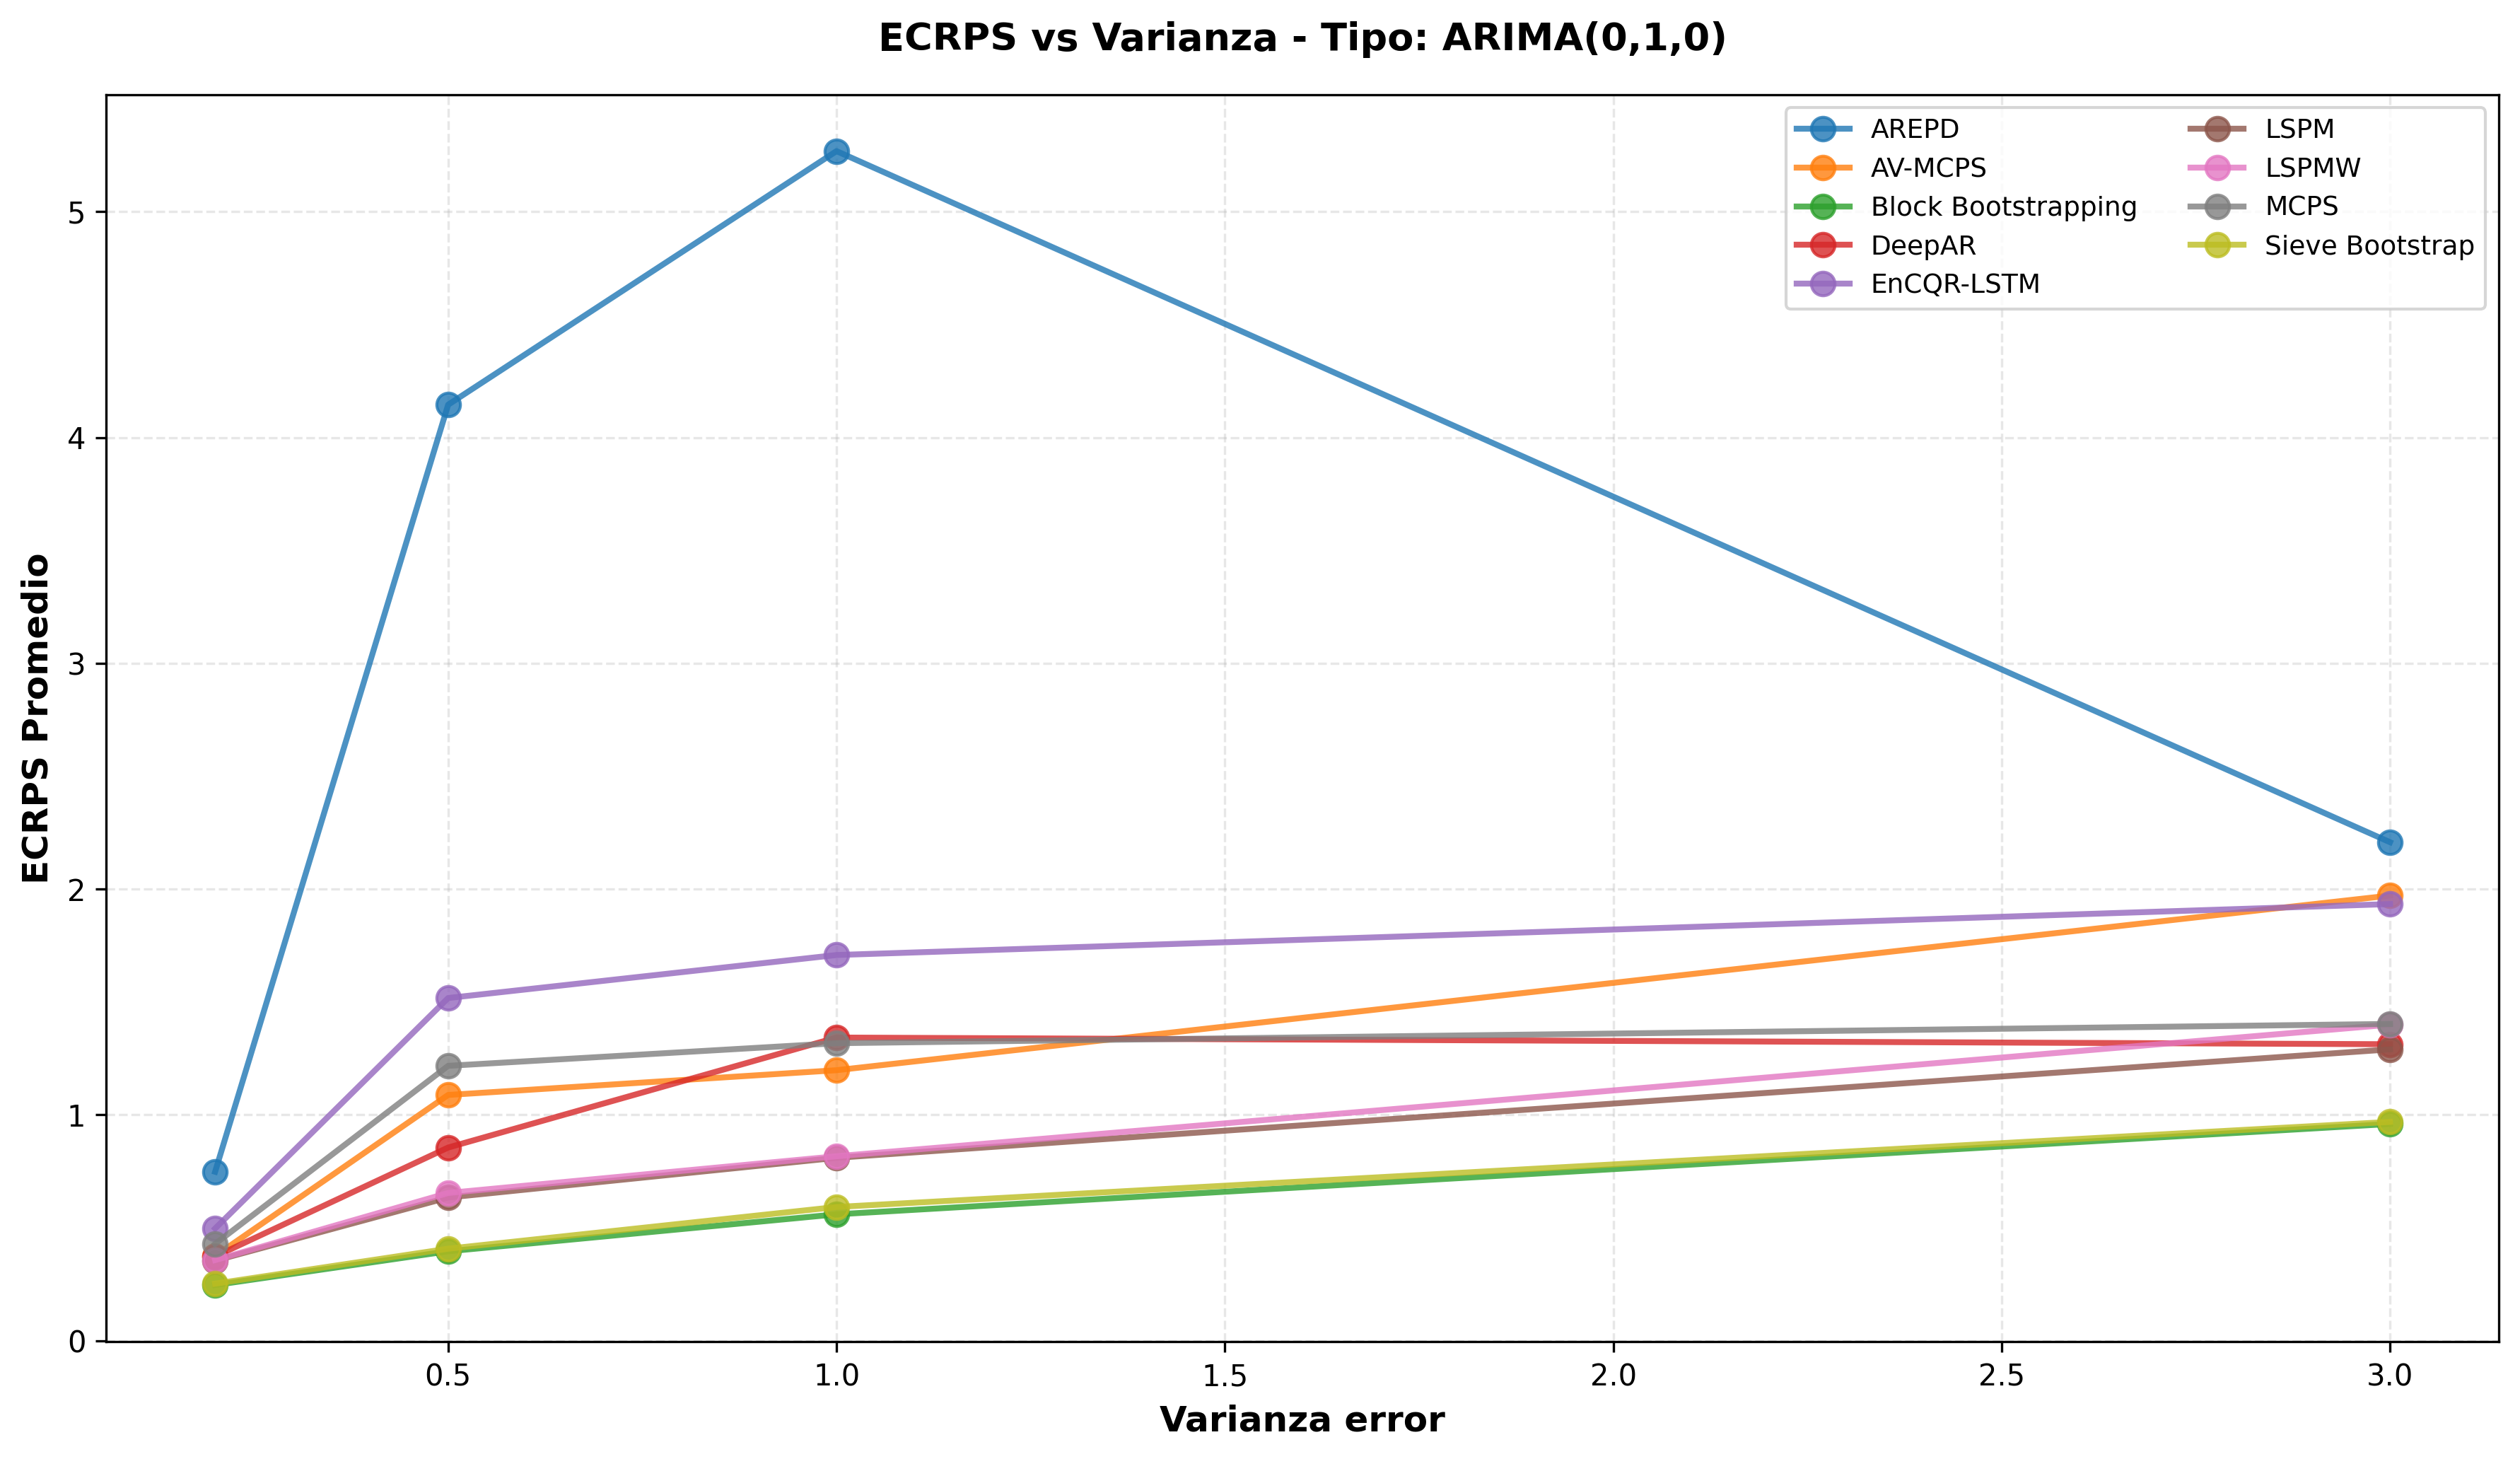 ECRPS vs Varianza - Tipo: ARIMA(0,1,0)
AREPD
AV-MCPS
Block Bootstrapping
DeepAR
EnCQR-LSTM
LSPM
LSPMW
MCPS
Sieve Bootstrap
ECRPS Promedio
5
4
3
2
1
0
0.5 1.0 1.5 2.0 2.5 3.0
Varianza error